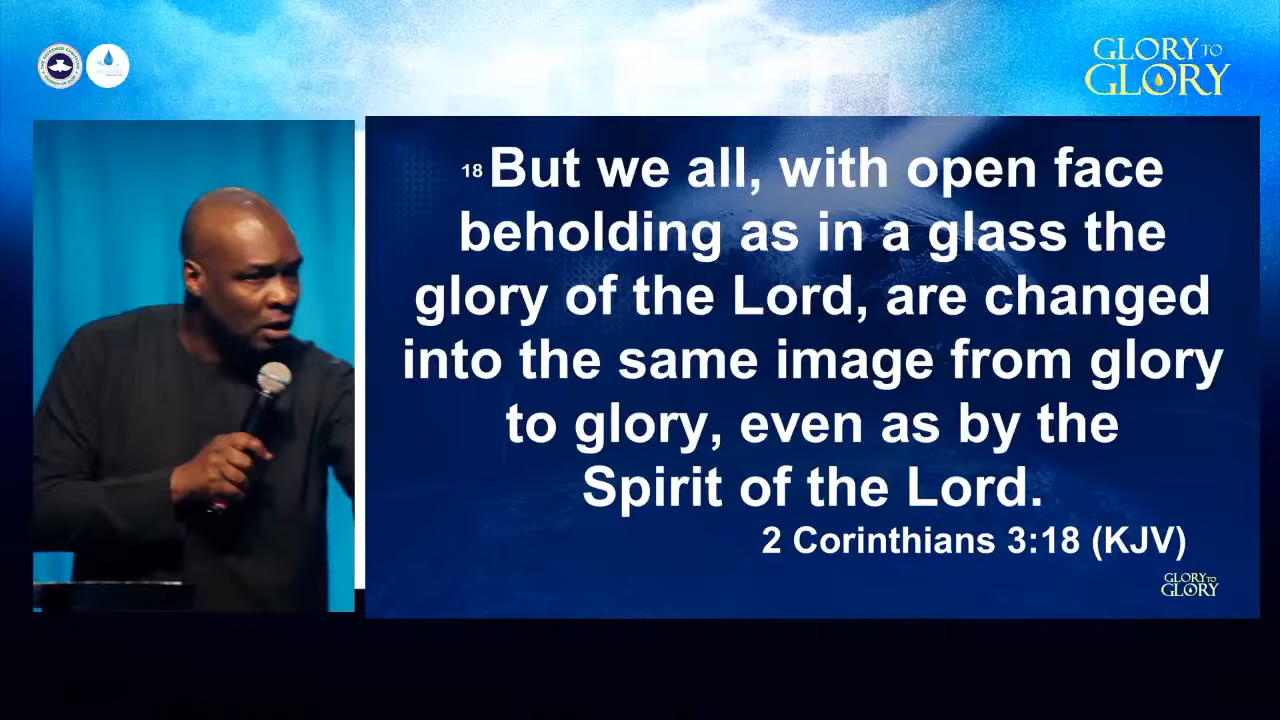 GLORY TO
GLORY
18 But we all, with open face
beholding as in a glass the
glory of the Lord, are changed
into the same image from glory
to glory, even as by the
Spirit of the Lord.
2 Corinthians 3:18 (KJV)
GLORY TO
GLORY